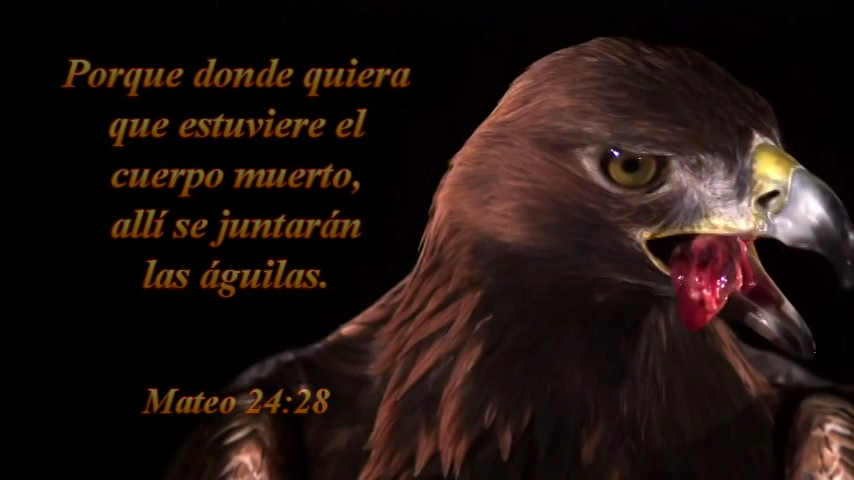 Porque donde quiera
que estuviere el
cuerpo muerto,
allí se juntarán
las águilas.
Mateo 24:28